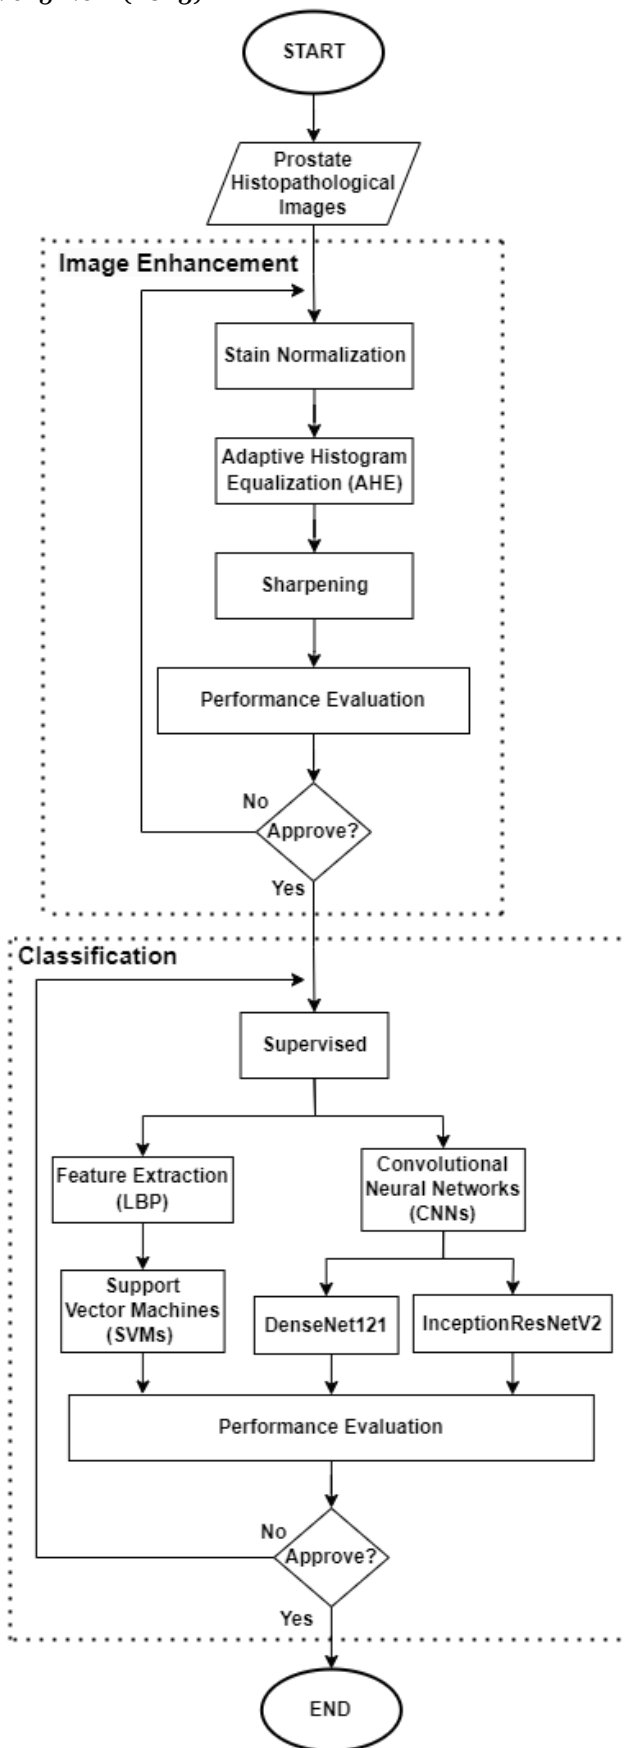 START
Prostate
Histopathological
Images
Image Enhancement
Stain Normalization
Adaptive Histogram
Equalization (AHE)
Sharpening
Performance Evaluation
No
Approve?
Yes
Classification
Supervised
Feature Extraction
(LBP)
Convolutional
Neural Networks
(CNNs)
Support
Vector Machines
(SVMs)
DenseNet121
InceptionResNetV2
Performance Evaluation
No
Approve?
Yes
END